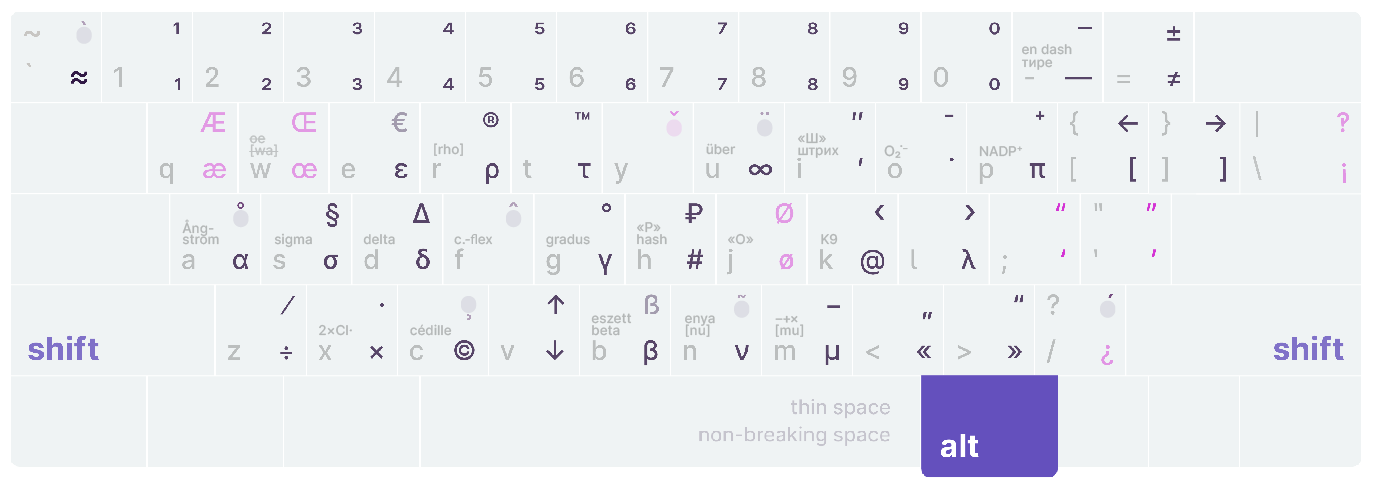 ~ ̀ 1 2 3 4 5 6 7 8 9 0 — ±
en dash
тире
` ≈ 1 1 2 2 3 3 4 4 5 5 6 6 7 7 8 8 9 9 0 0 - — = ≠
Æ Œ € ® ™ ˇ ¨ ″ − + { ← } → | ‽
œe
[wa] [rho] über «Ш»
штрих O₂˙⁻ NADP⁺
q æ w œ e ε r ρ t τ y u ∞ i ′ o · p π [ [ ] ] \ ¡
˚ § Δ ˆ ° ₽ Ø ‹ › “ " ”
Ång-
ström sigma delta c.-flex gradus «Р»
hash «О» K9
a α s σ d δ f g γ h # j ø k @ l λ ; ‘ ' ’
⁄ · ¸ ↑ ẞ ˜ – „ “ ? ´
2×Cl· cédille eszett
beta enya
[nu] −+×
[mu]
shift z ÷ x × c © v ↓ b β n ν m μ < « > » / ¿ shift
thin space
non-breaking space
alt